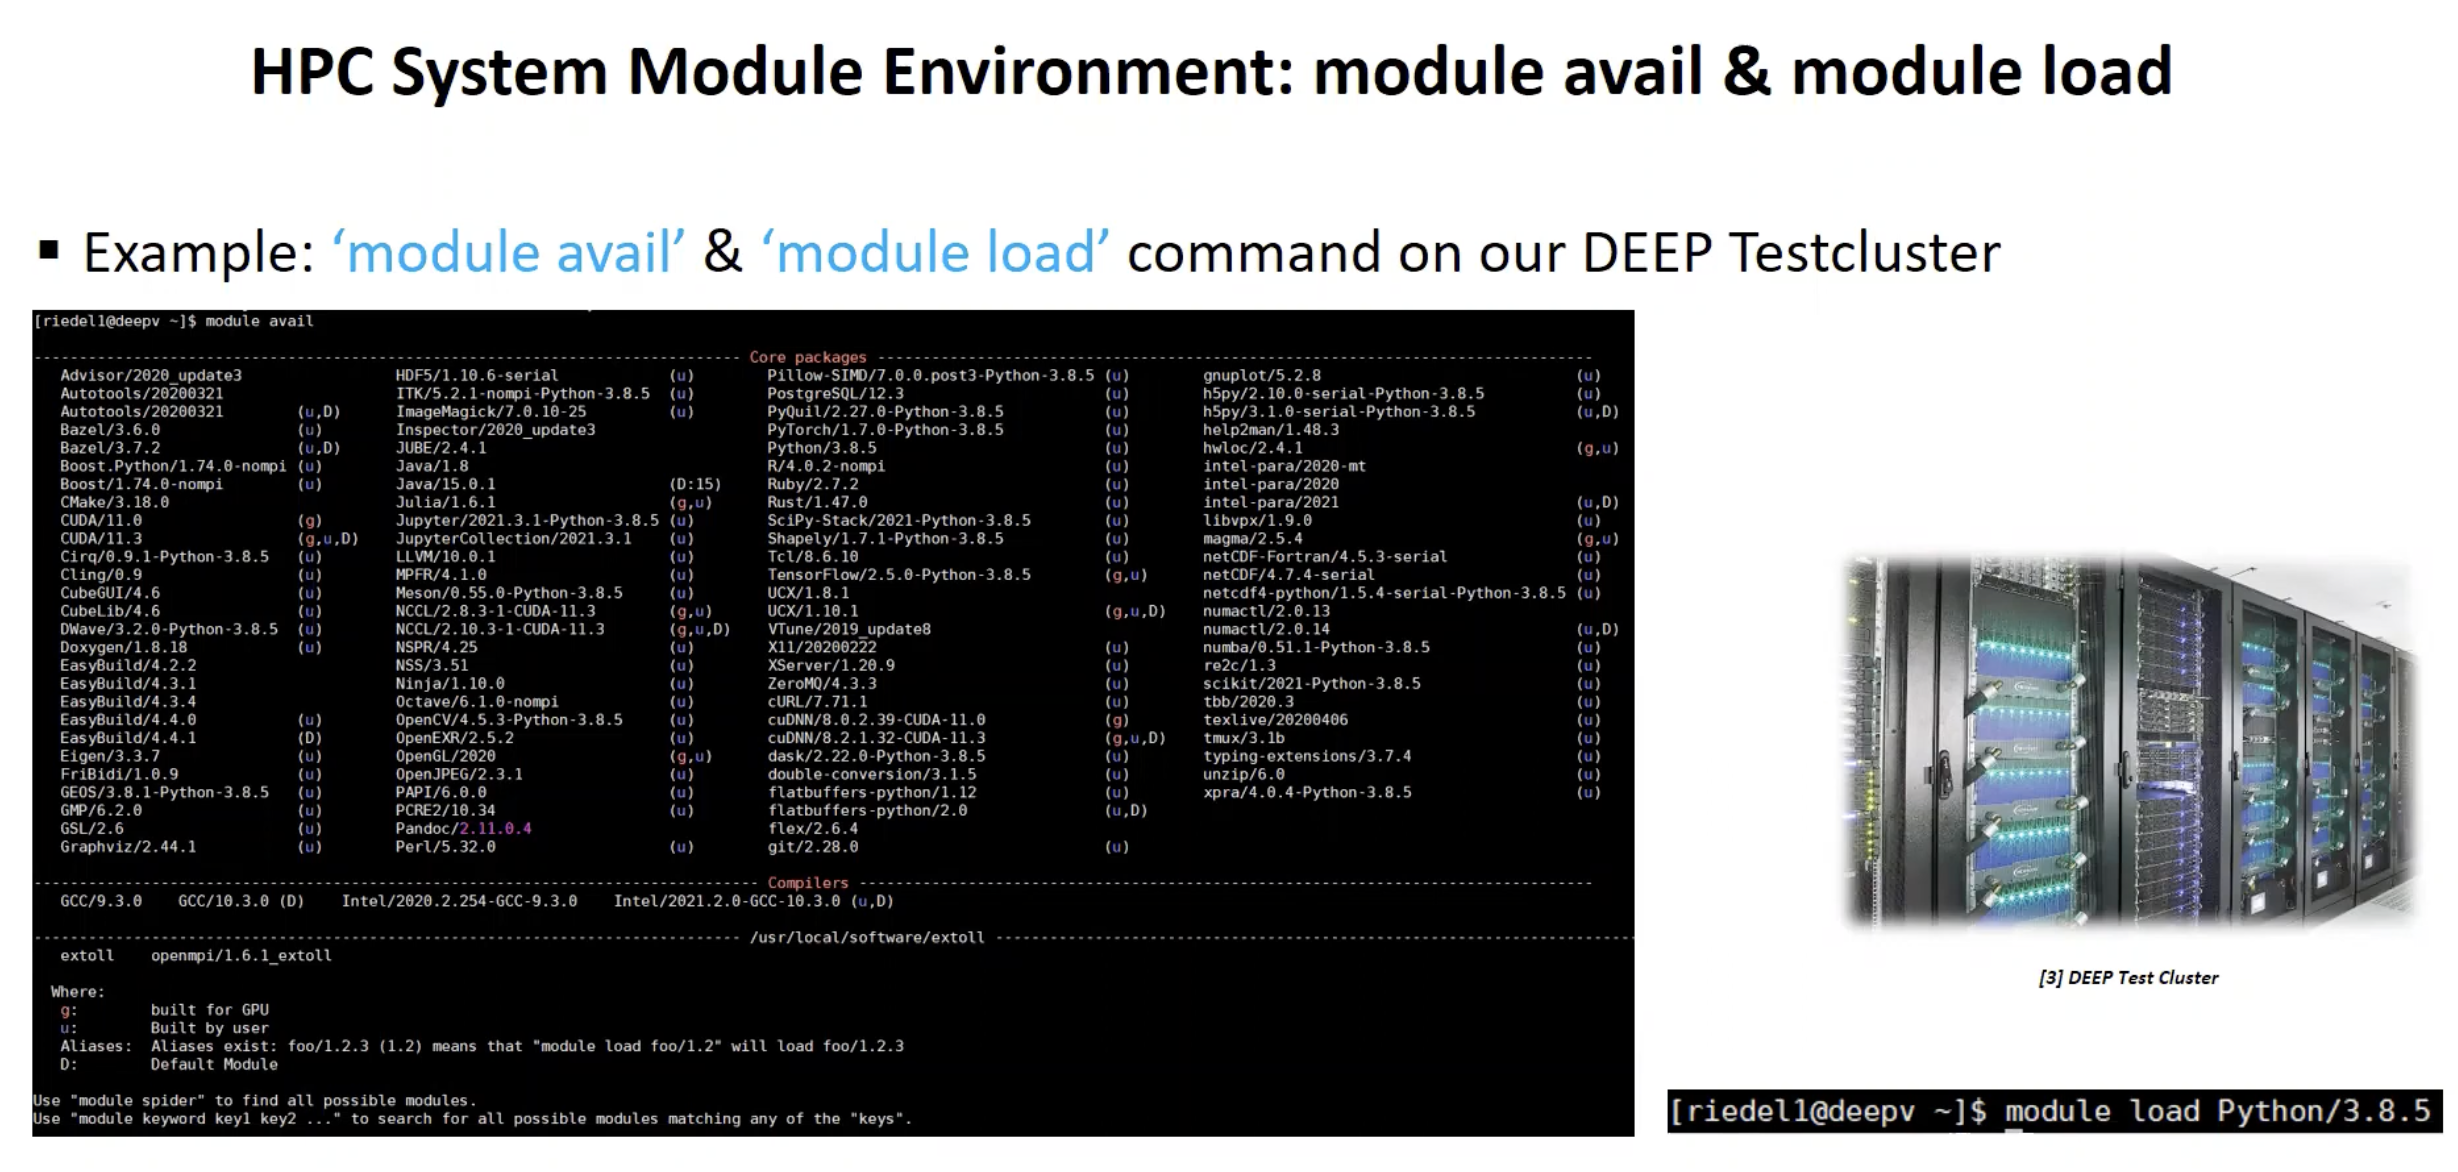 HPC System Module Environment: module avail & module load
▪ Example: ‘module avail’ & ‘module load’ command on our DEEP Testcluster
[riedel1@deepv ~]$ module avail
---------- Core packages ----------
Advisor/2020_update3 HDF5/1.10.6-serial (u) Pillow-SIMD/7.0.0.post3-Python-3.8.5 (u) gnuplot/5.2.8 (u)
Autotools/20200321 ITK/5.2.1-nompi-Python-3.8.5 (u) PostgreSQL/12.3 (u) h5py/2.10.0-serial-Python-3.8.5 (u)
Autotools/20200321 (u,D) ImageMagick/7.0.10-25 (u) PyQuil/2.27.0-Python-3.8.5 (u) h5py/3.1.0-serial-Python-3.8.5 (u,D)
Bazel/3.6.0 (u) Inspector/2020_update3 PyTorch/1.7.0-Python-3.8.5 (u) help2man/1.48.3
Bazel/3.7.2 (u,D) JUBE/2.4.1 Python/3.8.5 (u) hwloc/2.4.1 (g,u)
Boost.Python/1.74.0-nompi (u) Java/1.8 R/4.0.2-nompi (u) intel-para/2020-mt
Boost/1.74.0-nompi (u) Java/15.0.1 (D:15) Ruby/2.7.2 (u) intel-para/2020
CMake/3.18.0 Julia/1.6.1 (g,u) Rust/1.47.0 (u) intel-para/2021 (u,D)
CUDA/11.0 (g) Jupyter/2021.3.1-Python-3.8.5 (u) SciPy-Stack/2021-Python-3.8.5 (u) libvpx/1.9.0 (u)
CUDA/11.3 (g,u,D) JupyterCollection/2021.3.1 (u) Shapely/1.7.1-Python-3.8.5 (u) magma/2.5.4 (g,u)
Cirq/0.9.1-Python-3.8.5 (u) LLVM/10.0.1 (u) Tcl/8.6.10 (u) netCDF-Fortran/4.5.3-serial (u)
Cling/0.9 (u) MPFR/4.1.0 (u) TensorFlow/2.5.0-Python-3.8.5 (g,u) netCDF/4.7.4-serial (u)
CubeGUI/4.6 (u) Meson/0.55.0-Python-3.8.5 (u) UCX/1.8.1 netcdf4-python/1.5.4-serial-Python-3.8.5 (u)
CubeLib/4.6 (u) NCCL/2.8.3-1-CUDA-11.3 (g,u) UCX/1.10.1 (g,u,D) numactl/2.0.13
DWave/3.2.0-Python-3.8.5 (u) NCCL/2.10.3-1-CUDA-11.3 (g,u,D) VTune/2019_update8 numactl/2.0.14 (u,D)
Doxygen/1.8.18 (u) NSPR/4.25 (u) X11/20200222 (u) numba/0.51.1-Python-3.8.5 (u)
EasyBuild/4.2.2 NSS/3.51 (u) XServer/1.20.9 (u) re2c/1.3 (u)
EasyBuild/4.3.1 Ninja/1.10.0 (u) ZeroMQ/4.3.3 (u) scikit/2021-Python-3.8.5 (u)
EasyBuild/4.3.4 Octave/6.1.0-nompi (u) cURL/7.71.1 (u) tbb/2020.3 (u)
EasyBuild/4.4.0 (u) OpenCV/4.5.3-Python-3.8.5 (u) cuDNN/8.0.2.39-CUDA-11.0 (g) texlive/20200406 (u)
EasyBuild/4.4.1 (D) OpenEXR/2.5.2 (u) cuDNN/8.2.1.32-CUDA-11.3 (g,u,D) tmux/3.1b (u)
Eigen/3.3.7 (u) OpenGL/2020 (g,u) dask/2.22.0-Python-3.8.5 (u) typing-extensions/3.7.4 (u)
FriBidi/1.0.9 (u) OpenJPEG/2.3.1 (u) double-conversion/3.1.5 (u) unzip/6.0 (u)
GEOS/3.8.1-Python-3.8.5 (u) PAPI/6.0.0 (u) flatbuffers-python/1.12 (u) xpra/4.0.4-Python-3.8.5 (u)
GMP/6.2.0 (u) PCRE2/10.34 (u) flatbuffers-python/2.0 (u,D)
GSL/2.6 (u) Pandoc/2.11.0.4 flex/2.6.4
Graphviz/2.44.1 (u) Perl/5.32.0 (u) git/2.28.0 (u)
---------- Compilers ----------
GCC/9.3.0 GCC/10.3.0 (D) Intel/2020.2.254-GCC-9.3.0 Intel/2021.2.0-GCC-10.3.0 (u,D)
---------- /usr/local/software/extoll ----------
extoll openmpi/1.6.1_extoll
Where:
g: built for GPU
u: Built by user
Aliases: Aliases exist: foo/1.2.3 (1.2) means that "module load foo/1.2" will load foo/1.2.3
D: Default Module
Use "module spider" to find all possible modules.
Use "module keyword key1 key2 ..." to search for all possible modules matching any of the "keys".
[3] DEEP Test Cluster
[riedel1@deepv ~]$ module load Python/3.8.5